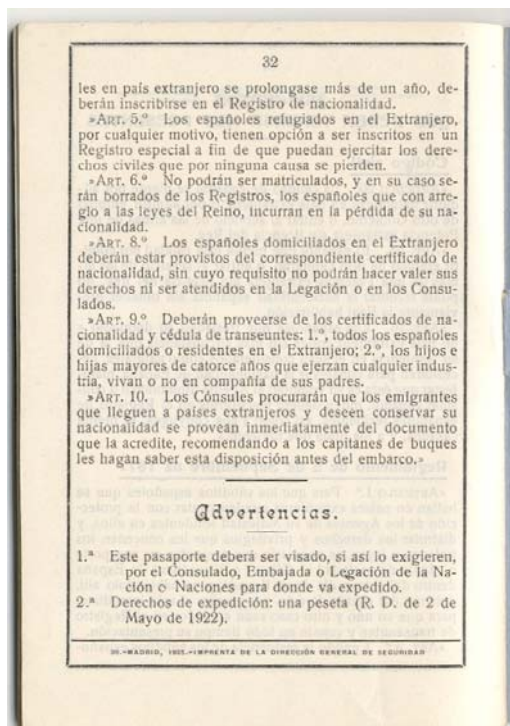 32
les en país extranjero se prolongase más de un año, de-
berán inscribirse en el Registro de nacionalidad.
»ART. 5.º Los españoles refugiados en el Extranjero,
por cualquier motivo, tienen opción a ser inscritos en un
Registro especial a fin de que puedan ejercitar los dere-
chos civiles que por ninguna causa se pierden.
»ART. 6.º No podrán ser matriculados, y en su caso se-
rán borrados de los Registros, los españoles que con arre-
glo a las leyes del Reino, incurran en la pérdida de su na-
cionalidad.
»ART. 8.º Los españoles domiciliados en el Extranjero
deberán estar provistos del correspondiente certificado de
nacionalidad, sin cuyo requisito no podrán hacer valer sus
derechos ni ser atendidos en la Legación o en los Consu-
lados.
»ART. 9.º Deberán proveerse de los certificados de na-
cionalidad y cédula de transeuntes: 1.º, todos los españoles
domiciliados o residentes en el Extranjero; 2.º, los hijos e
hijas mayores de catorce años que ejerzan cualquier indus-
tria, vivan o no en compañía de sus padres.
»ART. 10. Los Cónsules procurarán que los emigrantes
que lleguen a países extranjeros y deseen conservar su
nacionalidad se provean inmediatamente del documento
que la acredite, recomendando a los capitanes de buques
les hagan saber esta disposición antes del embarco.»
Advertencias.
1.ª Este pasaporte deberá ser visado, si así lo exigieren,
por el Consulado, Embajada o Legación de la Na-
ción o Naciones para donde va expedido.
2.ª Derechos de expedición: una peseta (R. D. de 2 de
Mayo de 1922).
MADRID, IMPRENTA DE LA DIRECCIÓN GENERAL DE SEGURIDAD